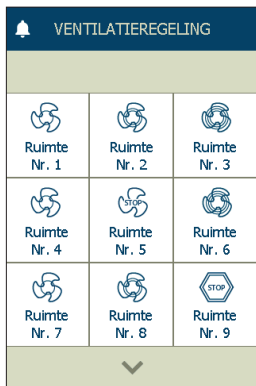 VENTILATIEREGELING
Ruimte Nr. 1
Ruimte Nr. 2
Ruimte Nr. 3
Ruimte Nr. 4
STOP
Ruimte Nr. 5
Ruimte Nr. 6
Ruimte Nr. 7
Ruimte Nr. 8
STOP
Ruimte Nr. 9